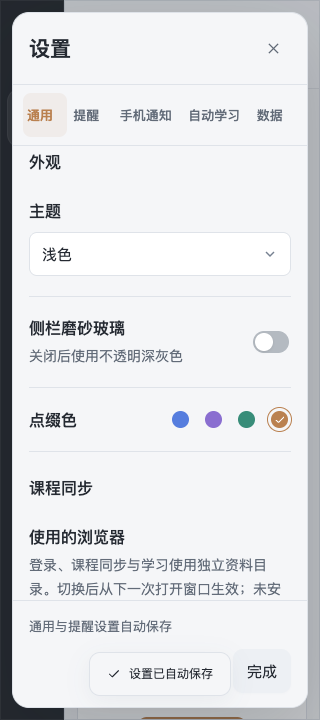 设置
通用 提醒 手机通知 自动学习 数据
外观
主题
浅色
侧栏磨砂玻璃
关闭后使用不透明深灰色
点缀色
课程同步
使用的浏览器
登录、课程同步与学习使用独立资料目
录。切换后从下一次打开窗口生效；未安
通用与提醒设置自动保存
设置已自动保存
完成